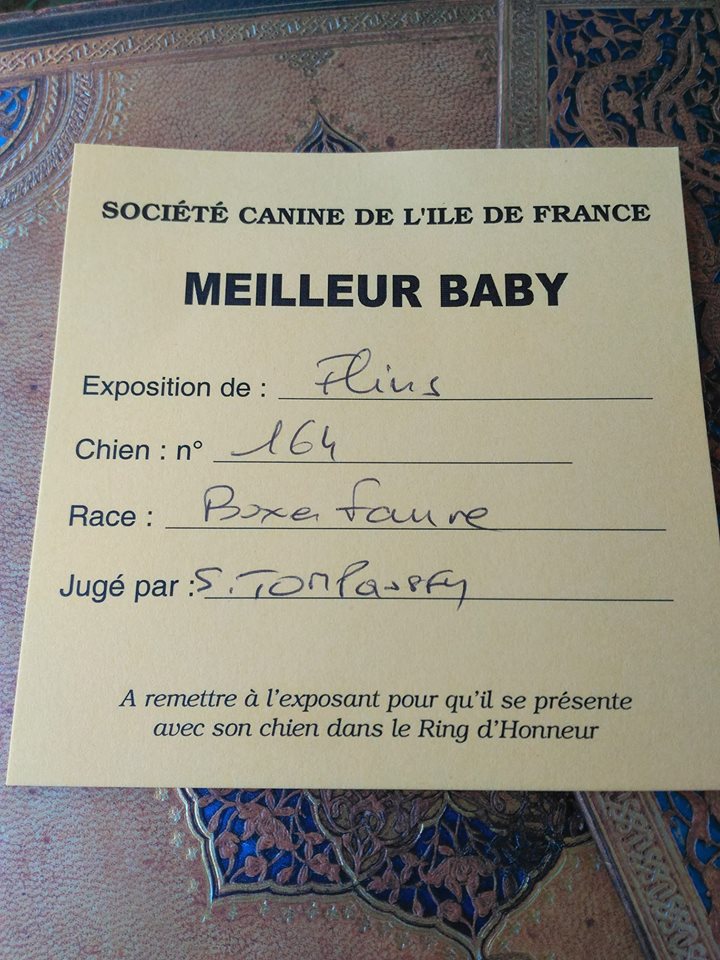 SOCIÉTÉ CANINE DE L'ILE DE FRANCE
MEILLEUR BABY
Exposition de : Flins
Chien : n° 164
Race : Boxer fauve
Jugé par : S.
A remettre à l'exposant pour qu'il se présente
avec son chien dans le Ring d'Honneur